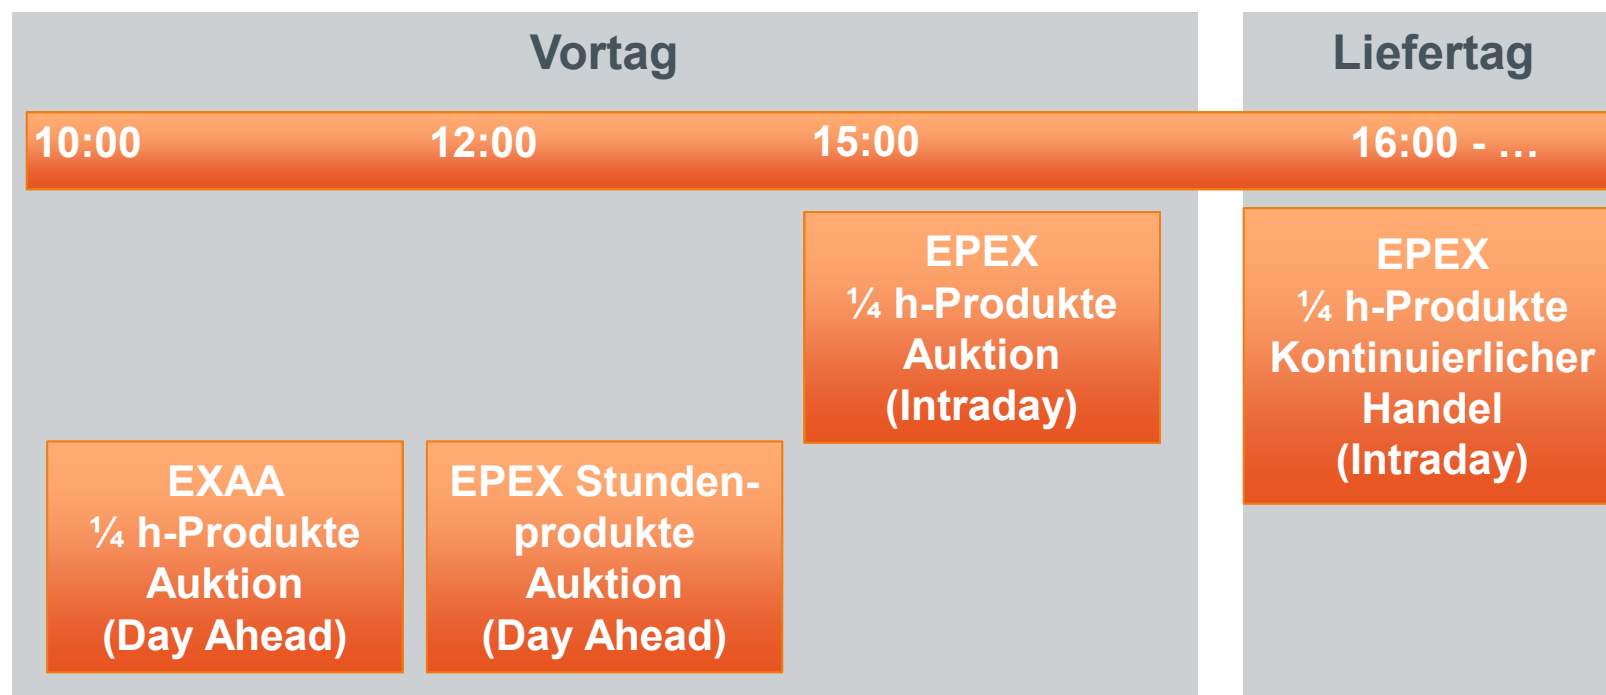 Vortag
Liefertag
10:00
12:00
15:00
16:00 - …
EXAA
¼ h-Produkte
Auktion
(Day Ahead)
EPEX Stunden-
produkte
Auktion
(Day Ahead)
EPEX
¼ h-Produkte
Auktion
(Intraday)
EPEX
¼ h-Produkte
Kontinuierlicher
Handel
(Intraday)